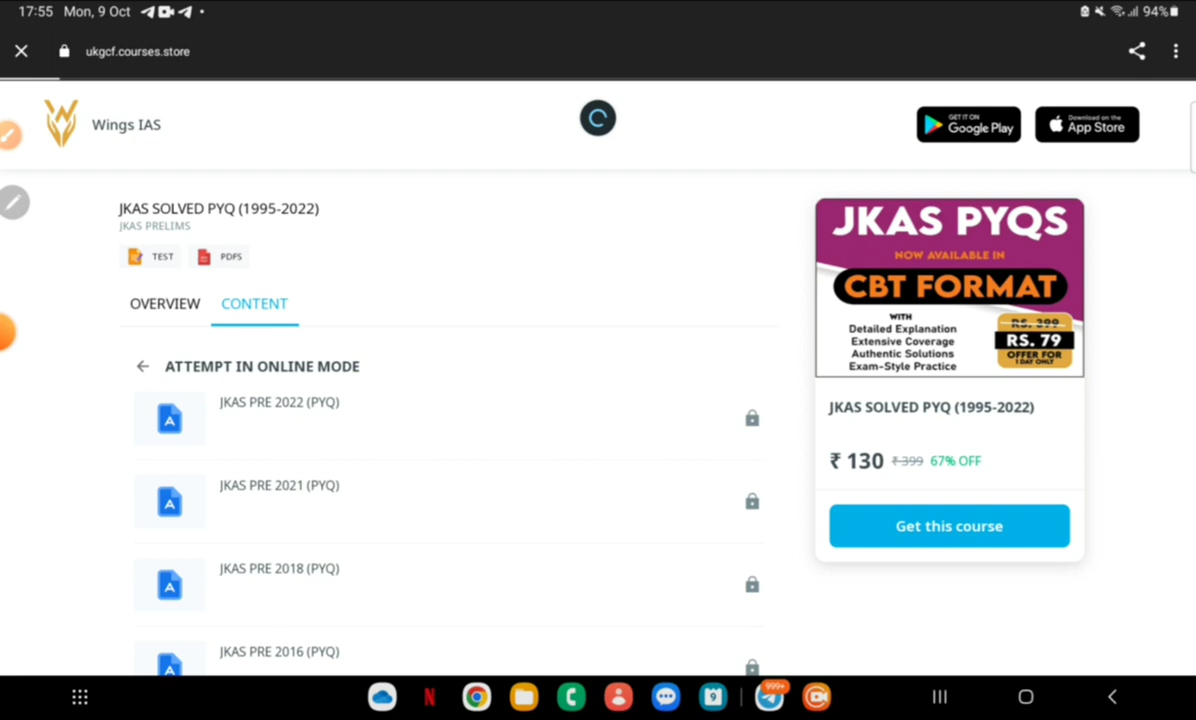 17:55 Mon, 9 Oct
94%
ukgcf.courses.store
Wings IAS
GET IT ON
Google Play
Download on the
App Store
JKAS SOLVED PYQ (1995-2022)
JKAS PRELIMS
TEST
PDFS
OVERVIEW
CONTENT
ATTEMPT IN ONLINE MODE
JKAS PRE 2022 (PYQ)
JKAS PRE 2021 (PYQ)
JKAS PRE 2018 (PYQ)
JKAS PRE 2016 (PYQ)
JKAS PYQS
NOW AVAILABLE IN
CBT FORMAT
WITH
Detailed Explanation
Extensive Coverage
Authentic Solutions
Exam-Style Practice
RS. 399
RS. 79
OFFER FOR
1 DAY ONLY
JKAS SOLVED PYQ (1995-2022)
₹ 130 ₹ 399 67% OFF
Get this course
N
9
999+